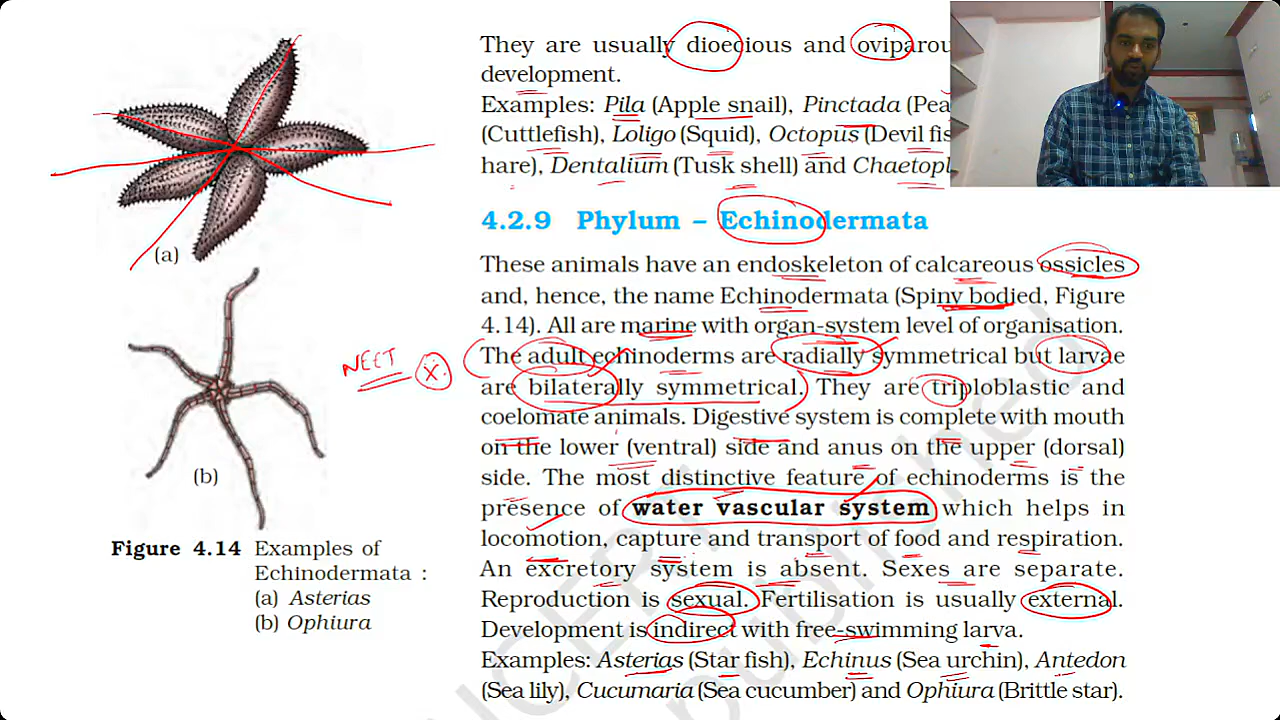 They are usually dioecious and oviparou
development.
Examples: Pila (Apple snail), Pinctada (Pea
(Cuttlefish), Loligo (Squid), Octopus (Devil fis
hare), Dentalium (Tusk shell) and Chaetopl
4.2.9 Phylum – Echinodermata
These animals have an endoskeleton of calcareous ossicles
and, hence, the name Echinodermata (Spiny bodied, Figure
4.14). All are marine with organ-system level of organisation.
The adult echinoderms are radially symmetrical but larvae
are bilaterally symmetrical. They are triploblastic and
coelomate animals. Digestive system is complete with mouth
on the lower (ventral) side and anus on the upper (dorsal)
side. The most distinctive feature of echinoderms is the
presence of water vascular system which helps in
locomotion, capture and transport of food and respiration.
An excretory system is absent. Sexes are separate.
Reproduction is sexual. Fertilisation is usually external.
Development is indirect with free-swimming larva.
Examples: Asterias (Star fish), Echinus (Sea urchin), Antedon
(Sea lily), Cucumaria (Sea cucumber) and Ophiura (Brittle star).
NEET
(a)
(b)
Figure 4.14 Examples of
Echinodermata :
(a) Asterias
(b) Ophiura